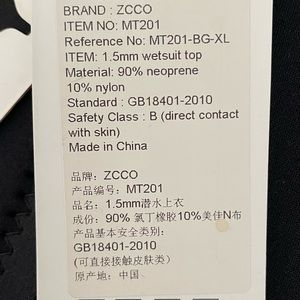 BRAND : ZCCO
ITEM NO: MT201
Reference No: MT201-BG-XL
ITEM: 1.5mm wetsuit top
Material: 90% neoprene
10% nylon
Standard : GB18401-2010
Safety Class : B (direct contact
with skin)
Made in China
品牌: ZCCO
产品编号: MT201
品名: 1.5mm潜水上衣
成份: 90% 氯丁橡胶10%美佳N布
产品基本安全类别:
GB18401-2010
(可直接接触皮肤类)
原产地: 中国